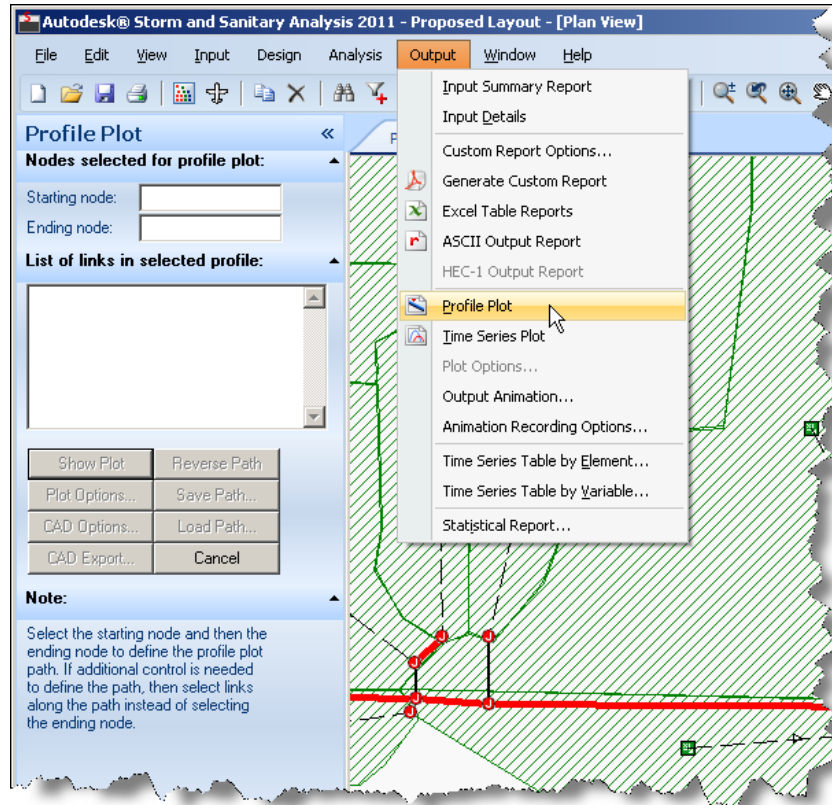 Autodesk® Storm and Sanitary Analysis 2011 - Proposed Layout - [Plan View]
File Edit View Input Design Analysis Output Window Help
Profile Plot «
Nodes selected for profile plot:
Starting node:
Ending node:
List of links in selected profile:
Show Plot Reverse Path
Plot Options... Save Path...
CAD Options... Load Path...
CAD Export... Cancel
Note:
Select the starting node and then the
ending node to define the profile plot
path. If additional control is needed
to define the path, then select links
along the path instead of selecting
the ending node.
Input Summary Report
Input Details
Custom Report Options...
Generate Custom Report
Excel Table Reports
ASCII Output Report
HEC-1 Output Report
Profile Plot
Time Series Plot
Plot Options...
Output Animation...
Animation Recording Options...
Time Series Table by Element...
Time Series Table by Variable...
Statistical Report...